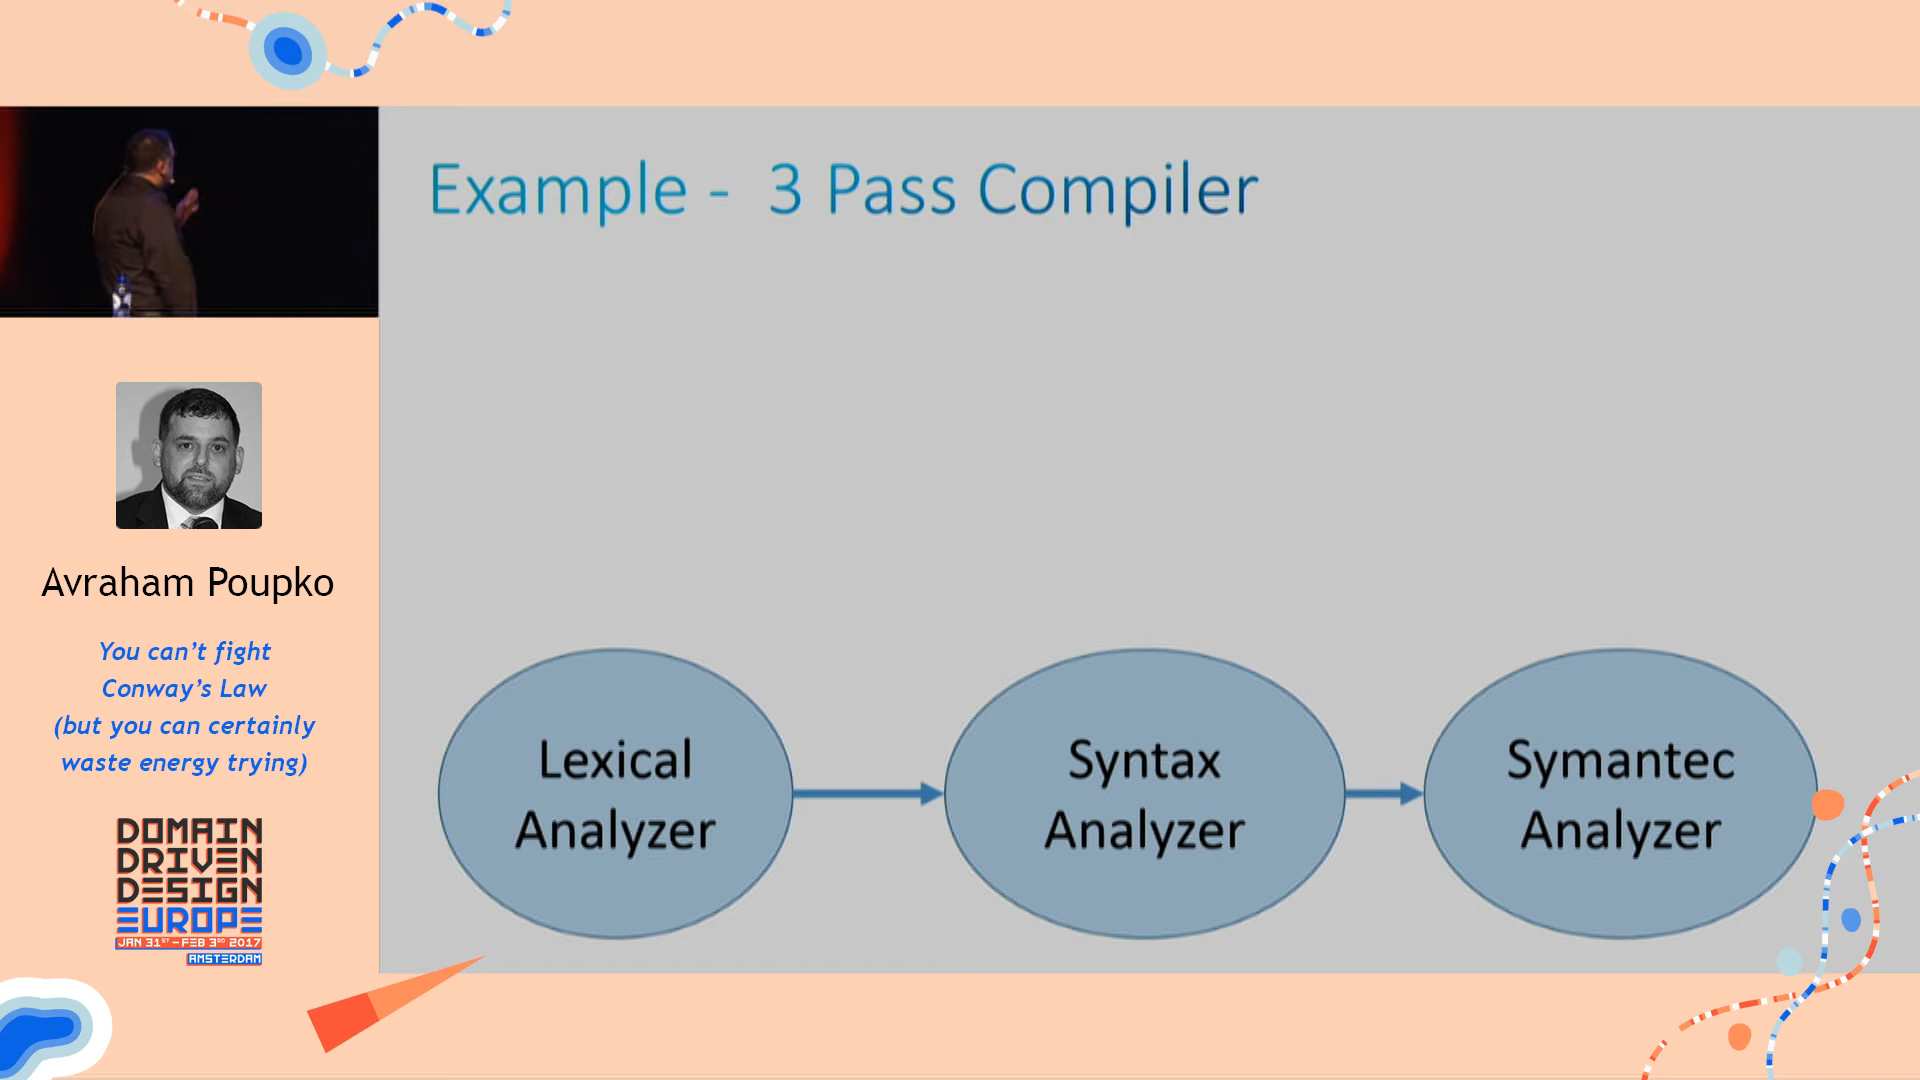 Example - 3 Pass Compiler
Lexical
Analyzer
Syntax
Analyzer
Symantec
Analyzer
Avraham Poupko
You can't fight
Conway's Law
(but you can certainly
waste energy trying)
DOMAIN
DRIVEN
DESIGN
EUROPE
JAN 31ST - FEB 3RD 2017
AMSTERDAM